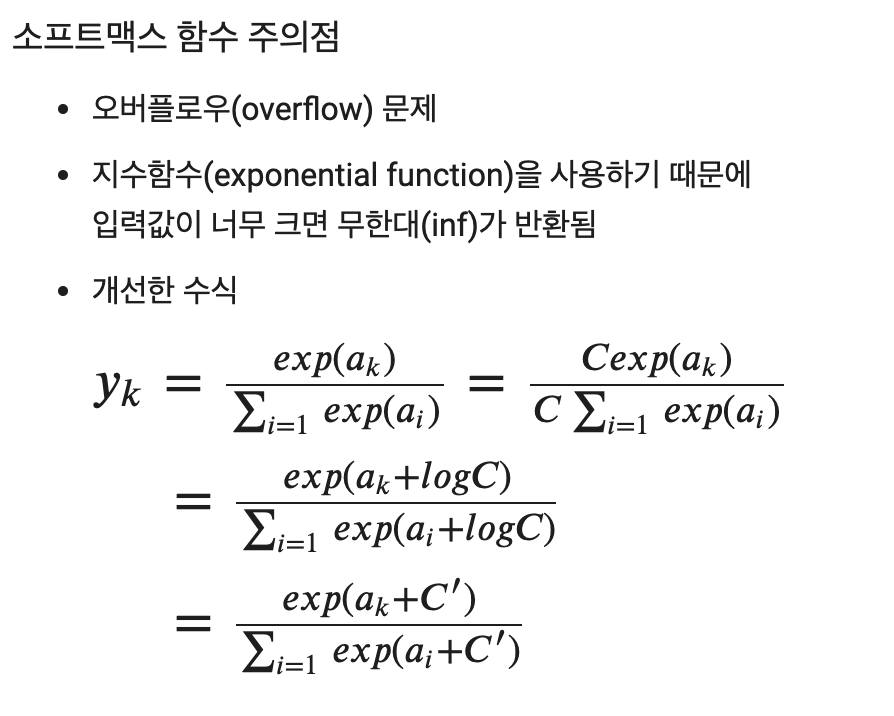 소프트맥스 함수 주의점
• 오버플로우(overflow) 문제
• 지수함수(exponential function)을 사용하기 때문에
입력값이 너무 크면 무한대(inf)가 반환됨
• 개선한 수식
y_k = \frac{exp(a_k)}{\sum_{i=1} exp(a_i)} = \frac{Cexp(a_k)}{C \sum_{i=1} exp(a_i)}
= \frac{exp(a_k+logC)}{\sum_{i=1} exp(a_i+logC)}
= \frac{exp(a_k+C')}{\sum_{i=1} exp(a_i+C')}